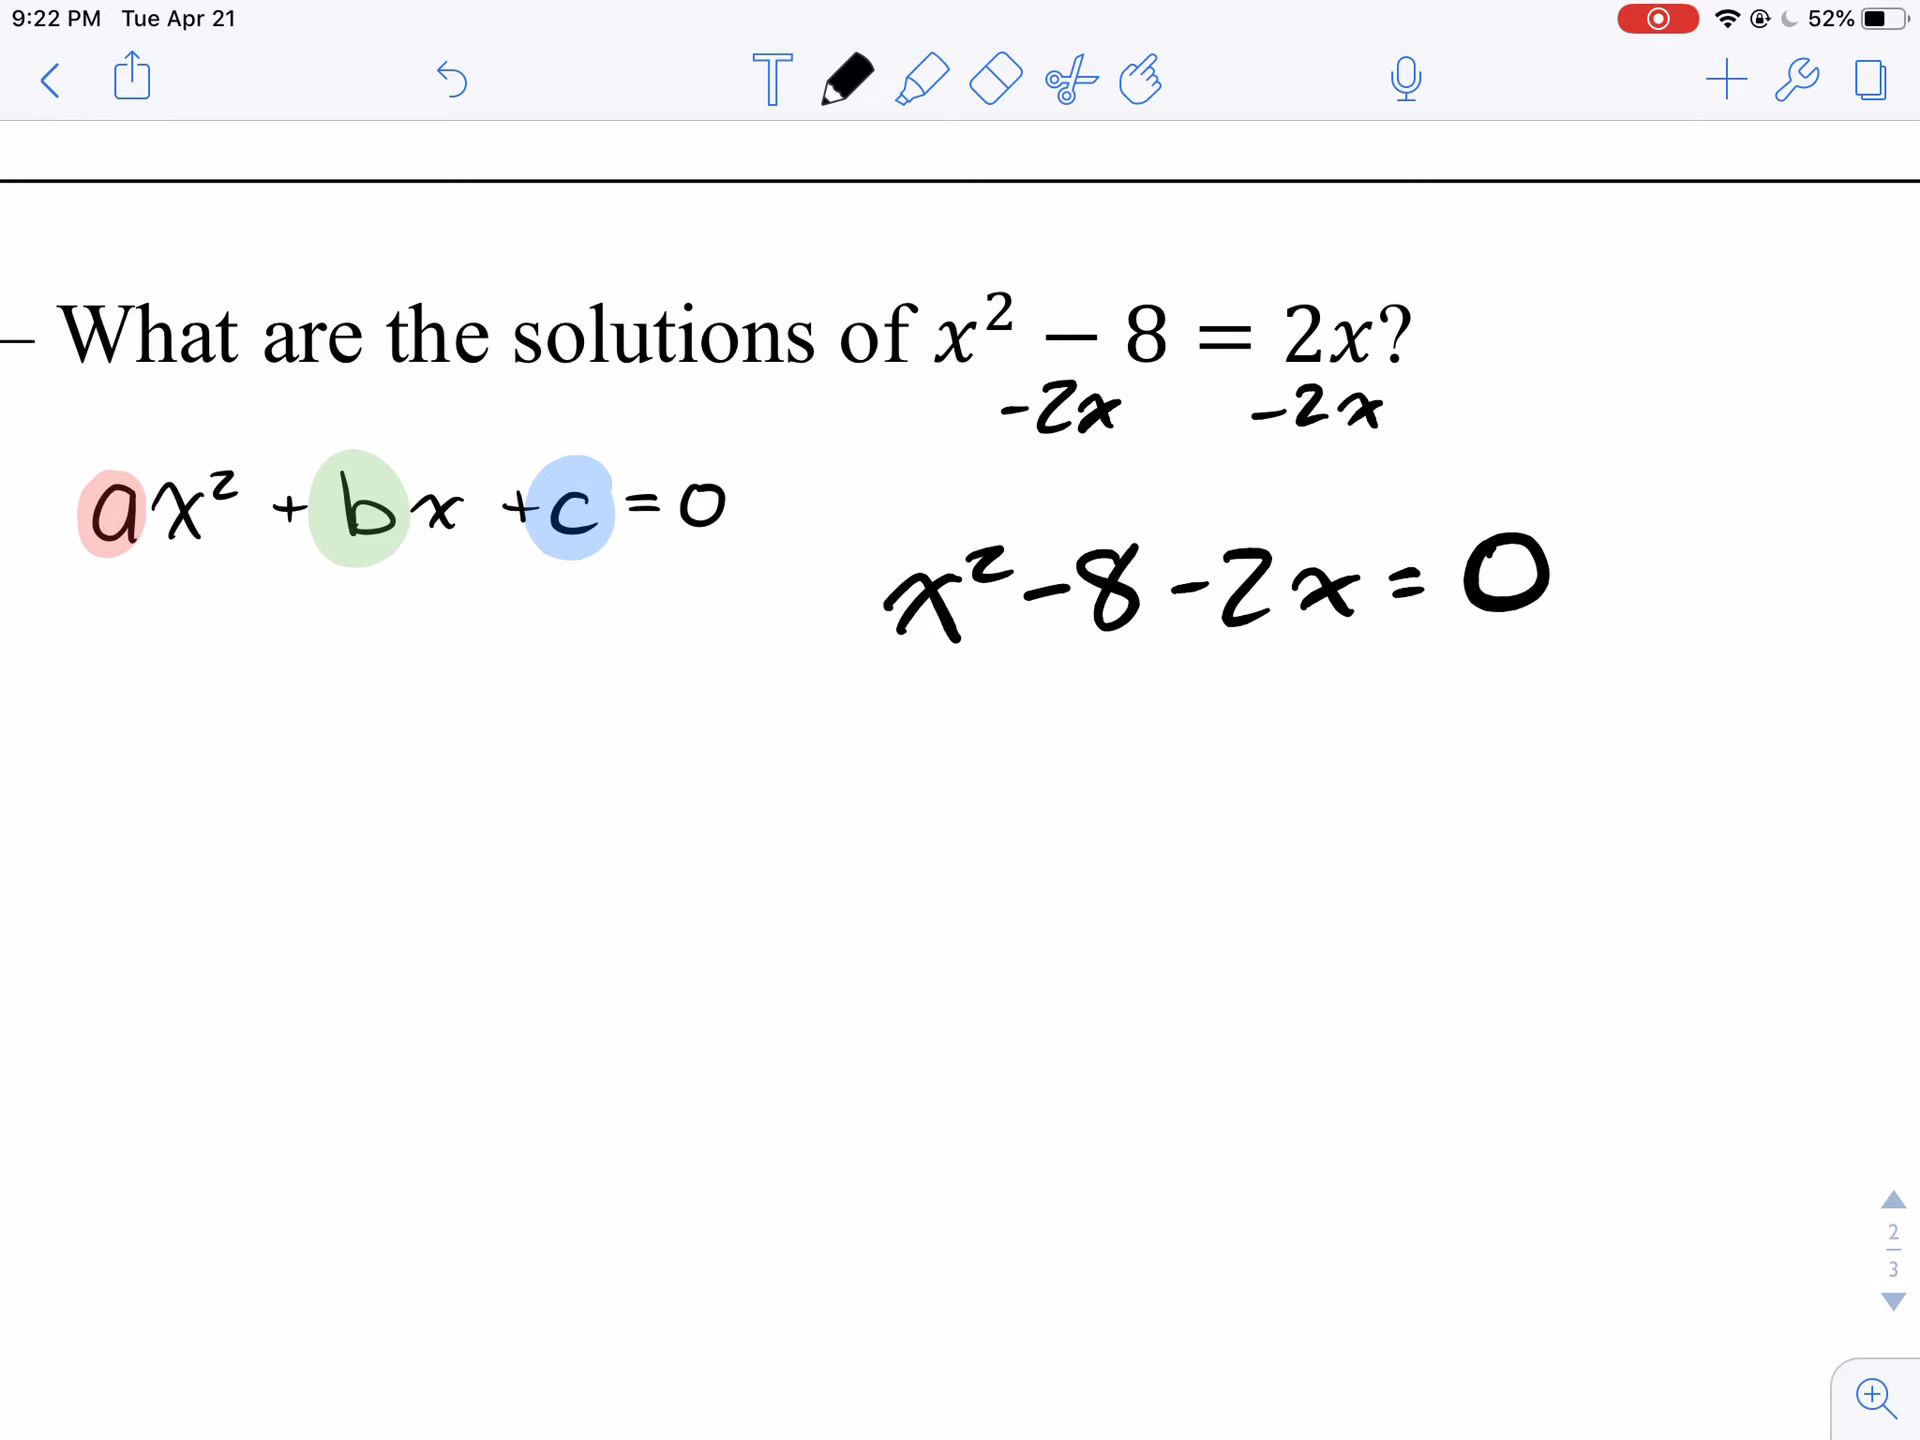 9:22 PM Tue Apr 21 52%
T
– What are the solutions of x² − 8 = 2x?
-2x -2x
ax² + bx + c = 0
x² - 8 - 2x = 0
2
3